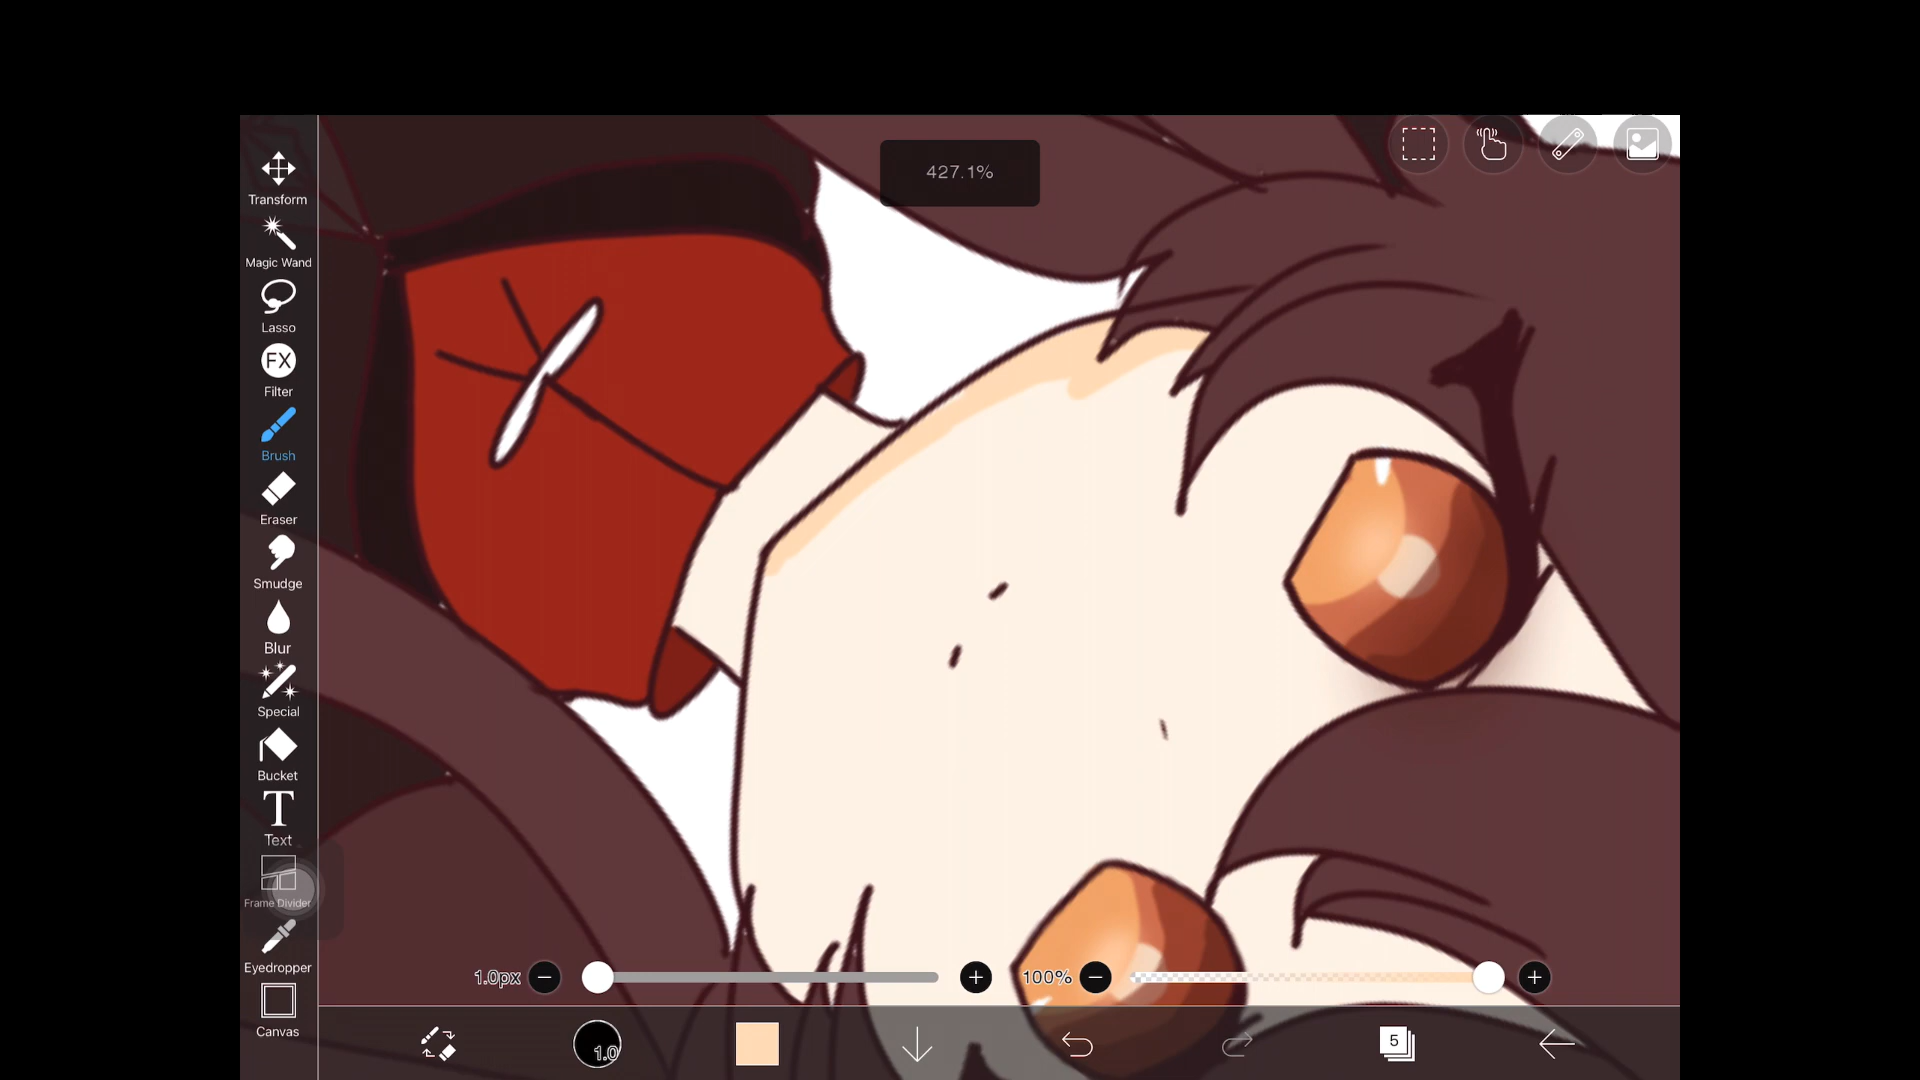 427.1%
Transform
Magic Wand
Lasso
FX
Filter
Brush
Eraser
Smudge
Blur
Special
Bucket
T
Text
Frame Divider
Eyedropper
Canvas
1.0px
100%
1.0
5